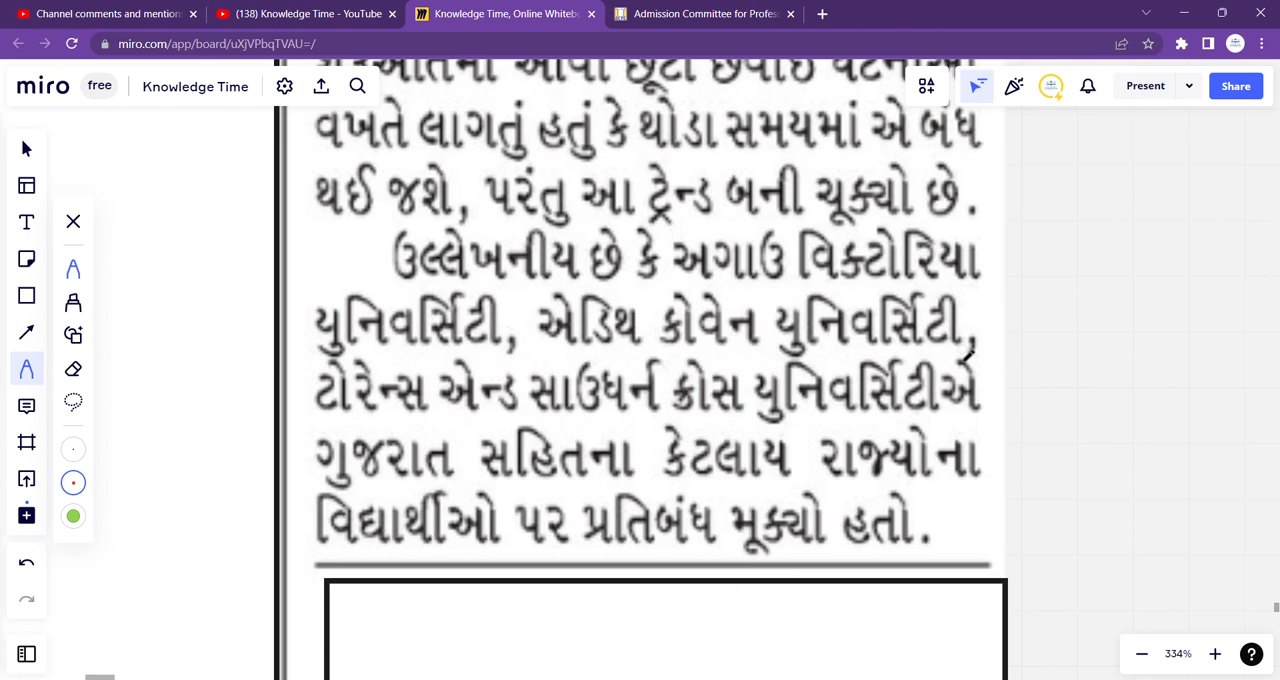 Channel comments and mention
(138) Knowledge Time - YouTube
Knowledge Time, Online Whiteb
Admission Committee for Profes
miro.com/app/board/uXjVPbqTVAU=/
miro free Knowledge Time Present Share
વખતે લાગતું હતું કે થોડા સમયમાં એ બંધ
થઈ જશે, પરંતુ આ ટ્રેન્ડ બની ચૂક્યો છે.
ઉલ્લેખનીય છે કે અગાઉ વિક્ટોરિયા
યુનિવર્સિટી, એડિથ કોવેન યુનિવર્સિટી,
ટોરેન્સ એન્ડ સાઉધર્ન ક્રોસ યુનિવર્સિટીએ
ગુજરાત સહિતના કેટલાય રાજ્યોના
વિદ્યાર્થીઓ પર પ્રતિબંધ મૂક્યો હતો.
334%